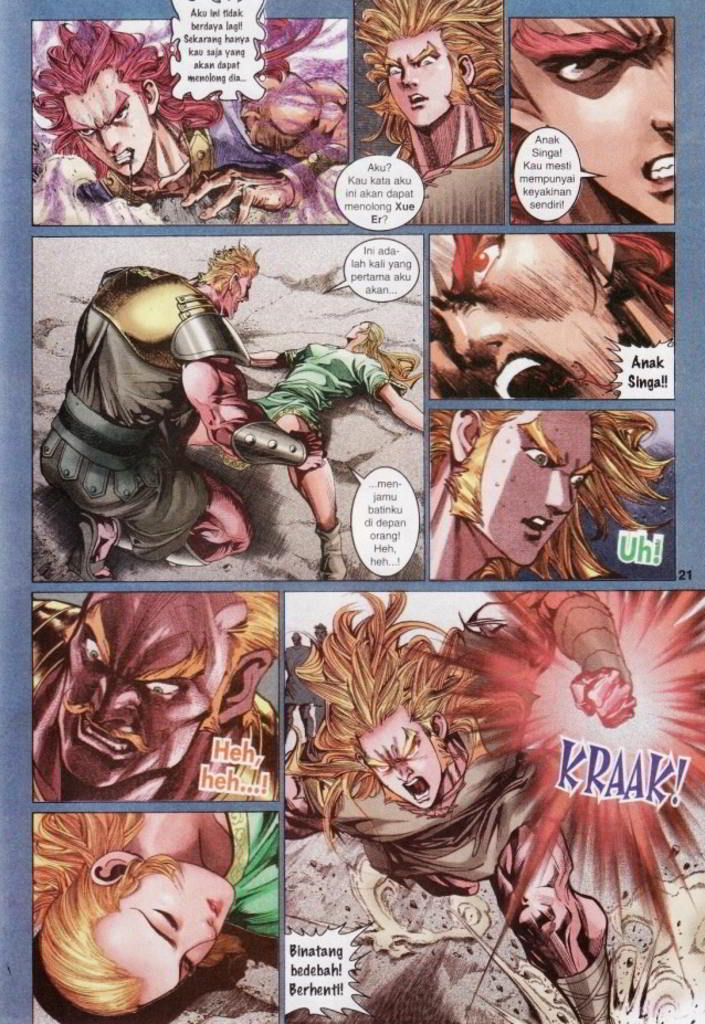 Aku ini tidak
berdaya lagi!
Sekarang hanya
kau saja yang
akan dapat
menolong dia...
Aku?
Kau kata aku
ini akan dapat
menolong Xue
Er?
Anak
Singa!
Kau mesti
mempunyai
keyakinan
sendiri!
Ini ada-
lah kali yang
pertama aku
akan...
...men-
jamu
batinku
di depan
orang!
Heh,
heh...!
Anak
Singa!!
Uh!
21
Heh,
heh...!
KRAAK!
Binatang
bedebah!
Berhenti!